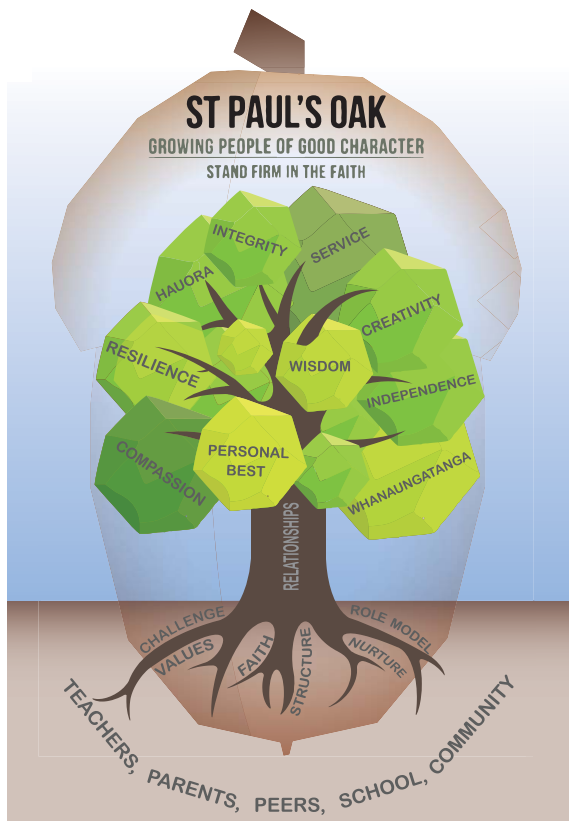 ST PAUL'S OAK
GROWING PEOPLE OF GOOD CHARACTER
STAND FIRM IN THE FAITH
INTEGRITY
SERVICE
HAUORA
CREATIVITY
RESILIENCE
WISDOM
INDEPENDENCE
PERSONAL
BEST
COMPASSION
WHANAUNGATANGA
RELATIONSHIPS
CHALLENGE
ROLE MODEL
VALUES
FAITH
STRUCTURE
NURTURE
TEACHERS, PARENTS, PEERS, SCHOOL, COMMUNITY